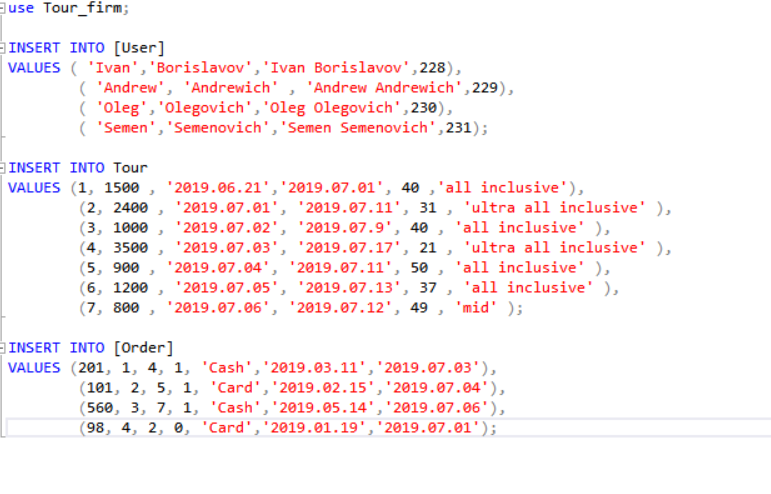 use Tour_firm;
INSERT INTO [User]
VALUES ( 'Ivan','Borislavov','Ivan Borislavov',228),
( 'Andrew', 'Andrewich' , 'Andrew Andrewich',229),
( 'Oleg','Olegovich','Oleg Olegovich',230),
( 'Semen','Semenovich','Semen Semenovich',231);
INSERT INTO Tour
VALUES (1, 1500 , '2019.06.21','2019.07.01', 40 ,'all inclusive'),
(2, 2400 , '2019.07.01', '2019.07.11', 31 , 'ultra all inclusive' ),
(3, 1000 , '2019.07.02', '2019.07.9', 40 , 'all inclusive' ),
(4, 3500 , '2019.07.03', '2019.07.17', 21 , 'ultra all inclusive' ),
(5, 900 , '2019.07.04', '2019.07.11', 50 , 'all inclusive' ),
(6, 1200 , '2019.07.05', '2019.07.13', 37 , 'all inclusive' ),
(7, 800 , '2019.07.06', '2019.07.12', 49 , 'mid' );
INSERT INTO [Order]
VALUES (201, 1, 4, 1, 'Cash','2019.03.11','2019.07.03'),
(101, 2, 5, 1, 'Card','2019.02.15','2019.07.04'),
(560, 3, 7, 1, 'Cash','2019.05.14','2019.07.06'),
(98, 4, 2, 0, 'Card','2019.01.19','2019.07.01');